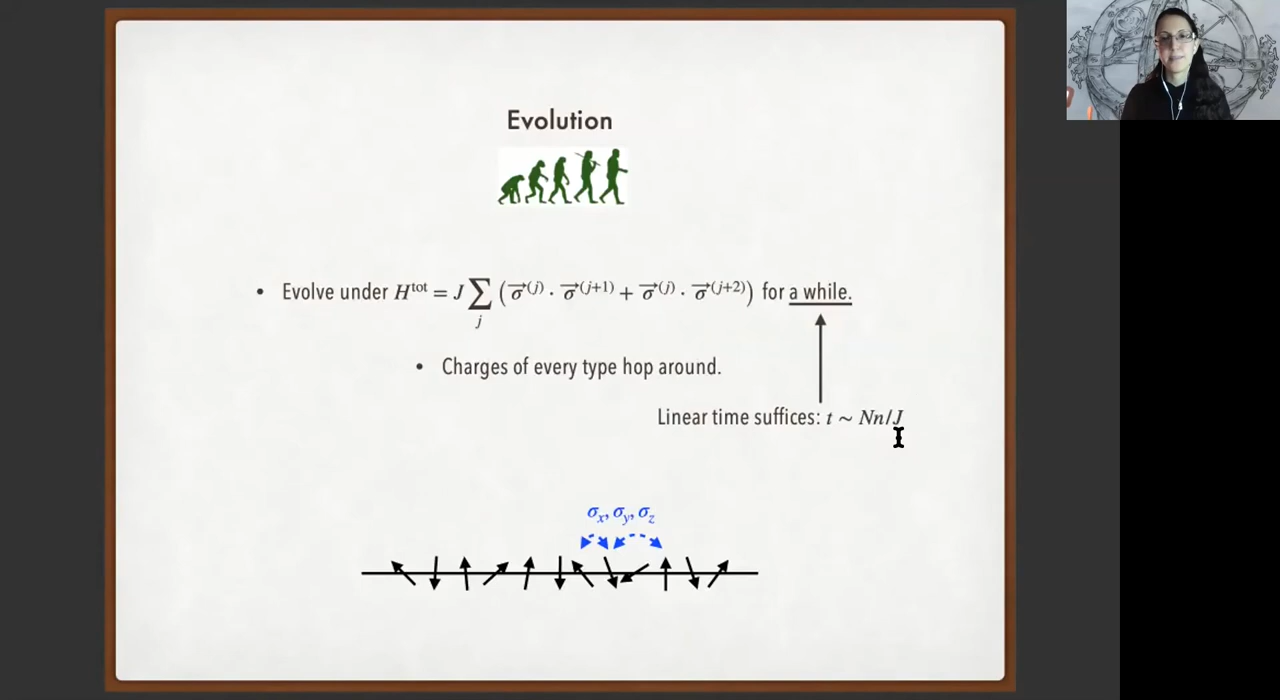 Evolution
• Evolve under H^tot = J ∑_j (σ⃗^(j) · σ⃗^(j+1) + σ⃗^(j) · σ⃗^(j+2)) for a while.
• Charges of every type hop around.
Linear time suffices: t ~ Nn/J
σ_x, σ_y, σ_z